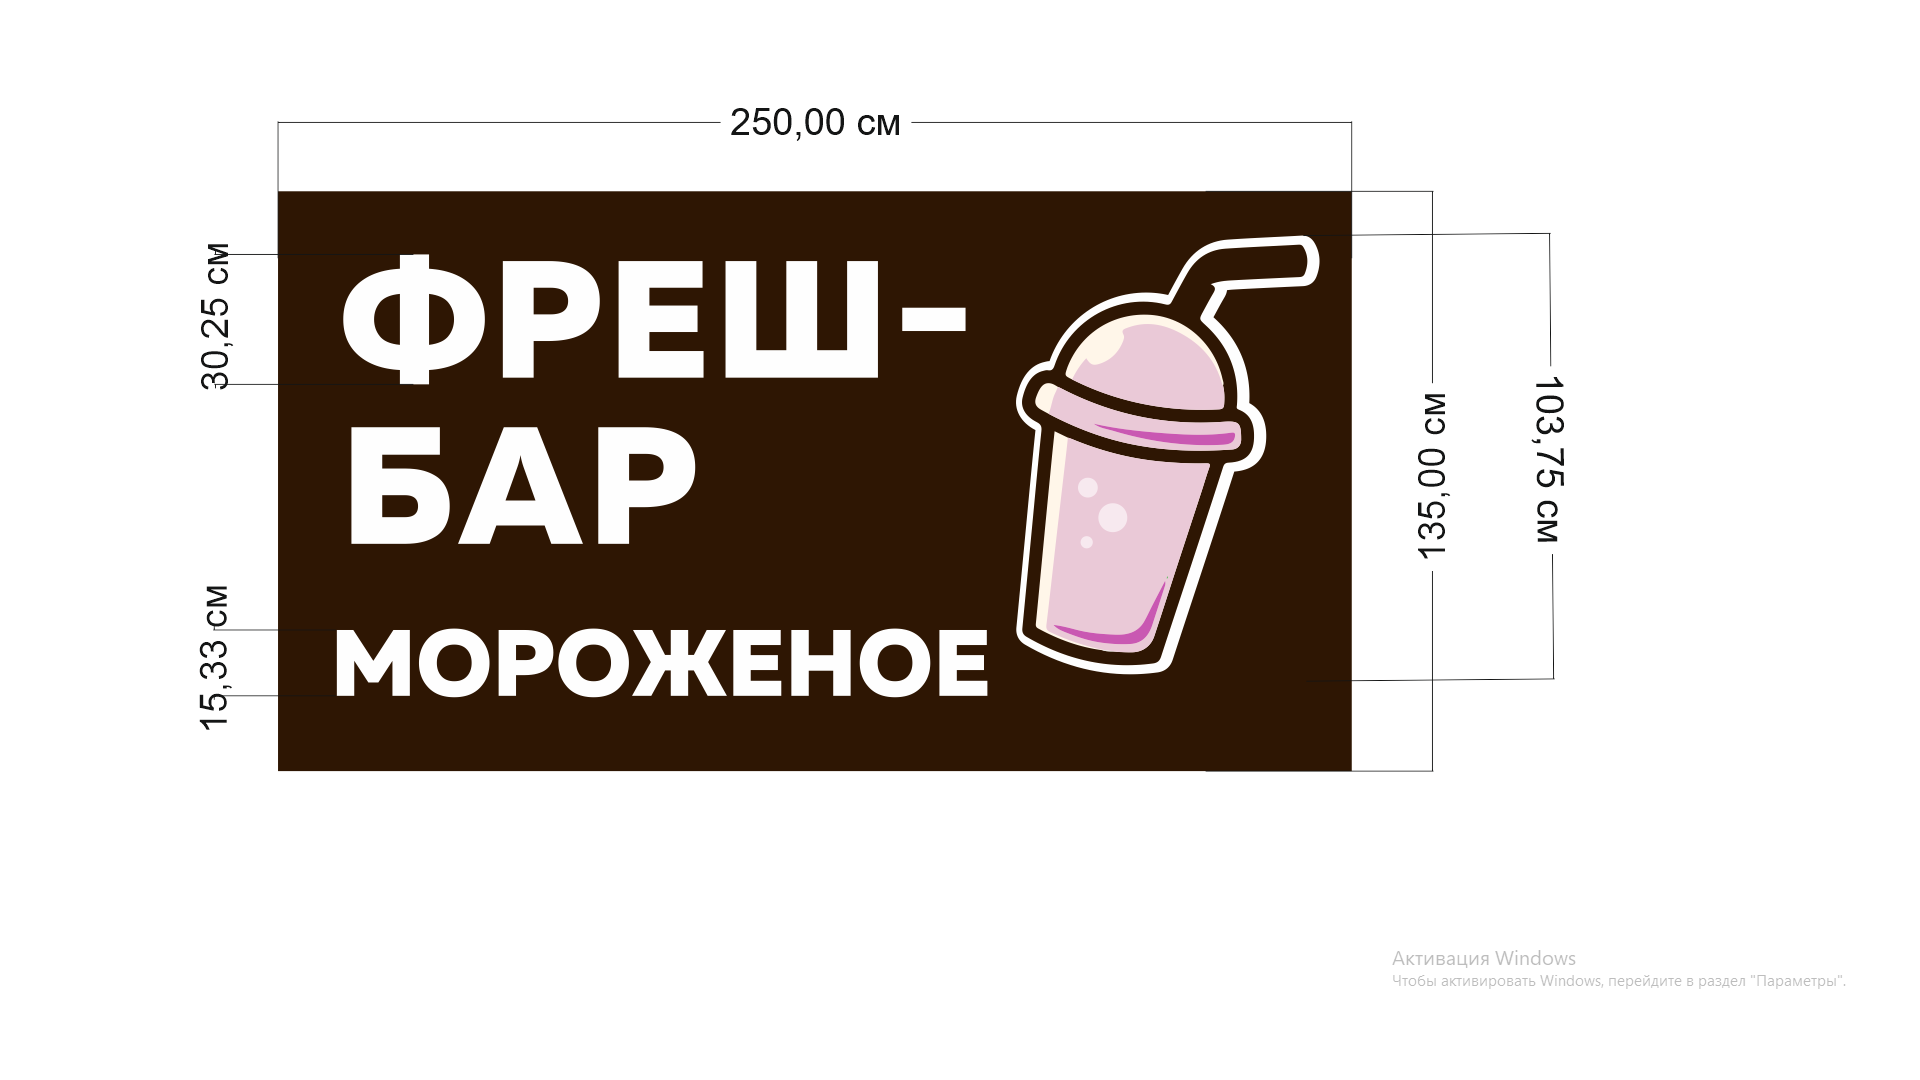 250,00 см
30,25 см
ФРЕШ-
БАР
135,00 см
103,75 см
15,33 см
МОРОЖЕНОЕ
Активация Windows
Чтобы активировать Windows, перейдите в раздел "Параметры".